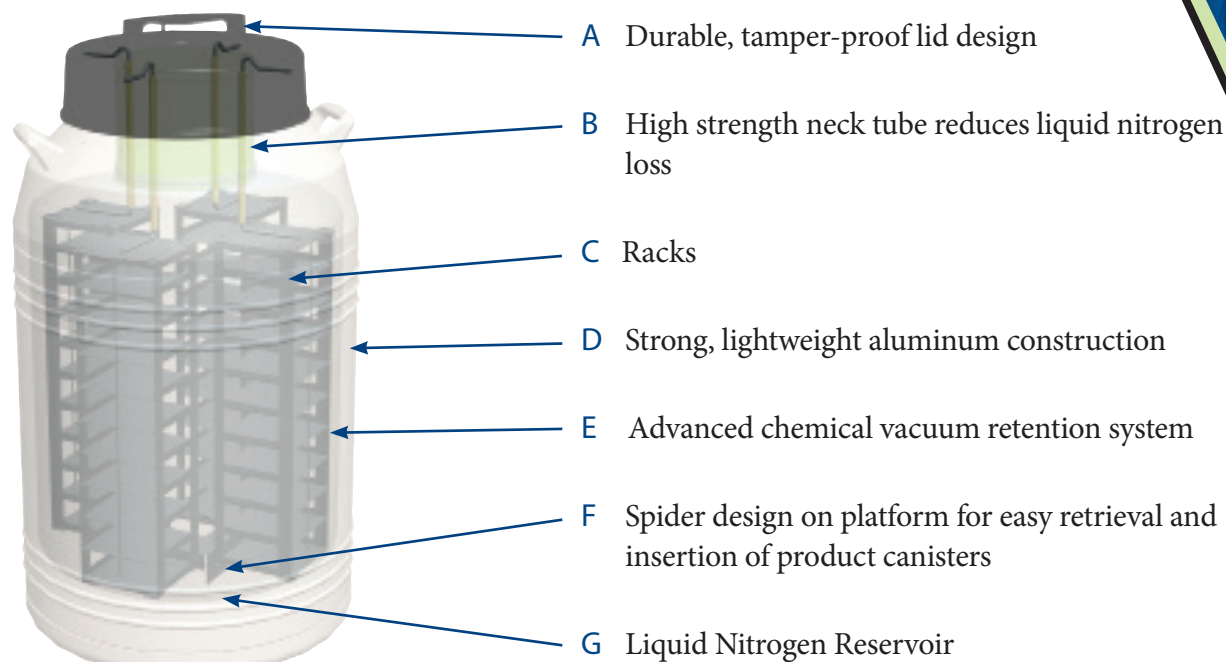 A Durable, tamper-proof lid design
B High strength neck tube reduces liquid nitrogen
loss
C Racks
D Strong, lightweight aluminum construction
E Advanced chemical vacuum retention system
F Spider design on platform for easy retrieval and
insertion of product canisters
G Liquid Nitrogen Reservoir